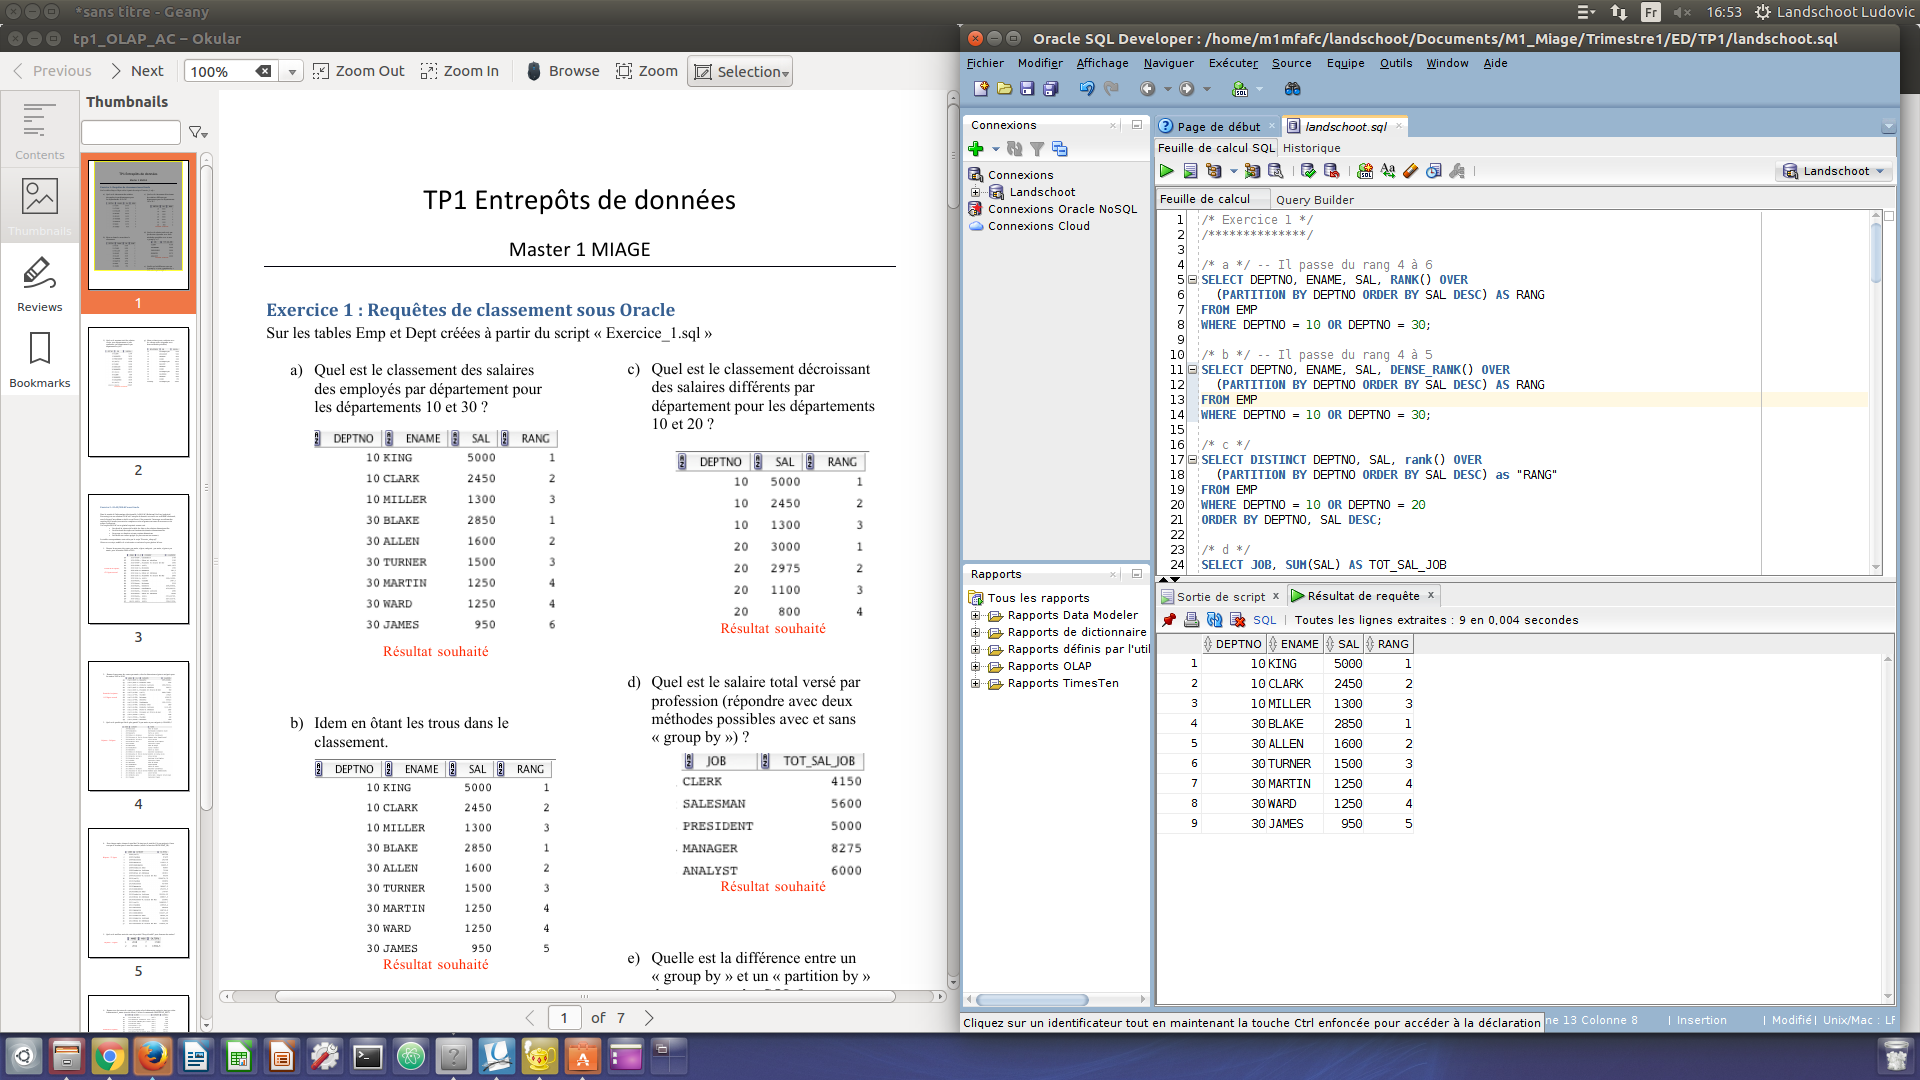 *sans titre - Geany
Fr
16:53
Landschoot Ludovic
tp1_OLAP_AC – Okular
Previous
Next
100%
Zoom Out
Zoom In
Browse
Zoom
Selection
Contents
Thumbnails
Reviews
Bookmarks
Thumbnails
1
2
3
4
5
TP1 Entrepôts de données
Master 1 MIAGE
Exercice 1 : Requêtes de classement sous Oracle
Sur les tables Emp et Dept créées à partir du script « Exercice_1.sql »
a) Quel est le classement des salaires
des employés par département pour
les départements 10 et 30 ?
DEPTNO ENAME SAL RANG
10 KING 5000 1
10 CLARK 2450 2
10 MILLER 1300 3
30 BLAKE 2850 1
30 ALLEN 1600 2
30 TURNER 1500 3
30 MARTIN 1250 4
30 WARD 1250 4
30 JAMES 950 6
Résultat souhaité
b) Idem en ôtant les trous dans le
classement.
DEPTNO ENAME SAL RANG
10 KING 5000 1
10 CLARK 2450 2
10 MILLER 1300 3
30 BLAKE 2850 1
30 ALLEN 1600 2
30 TURNER 1500 3
30 MARTIN 1250 4
30 WARD 1250 4
30 JAMES 950 5
Résultat souhaité
c) Quel est le classement décroissant
des salaires différents par
département pour les départements
10 et 20 ?
DEPTNO SAL RANG
10 5000 1
10 2450 2
10 1300 3
20 3000 1
20 2975 2
20 1100 3
20 800 4
Résultat souhaité
d) Quel est le salaire total versé par
profession (répondre avec deux
méthodes possibles avec et sans
« group by ») ?
JOB TOT_SAL_JOB
CLERK 4150
SALESMAN 5600
PRESIDENT 5000
MANAGER 8275
ANALYST 6000
Résultat souhaité
e) Quelle est la différence entre un
« group by » et un « partition by »
1 of 7
Oracle SQL Developer : /home/m1mfafc/landschoot/Documents/M1_Miage/Trimestre1/ED/TP1/landschoot.sql
Fichier Modifier Affichage Naviguer Exécuter Source Equipe Outils Window Aide
Connexions
Connexions
Landschoot
Connexions Oracle NoSQL
Connexions Cloud
Rapports
Tous les rapports
Rapports Data Modeler
Rapports de dictionnaire
Rapports définis par l'util
Rapports OLAP
Rapports TimesTen
Page de début
landschoot.sql
Feuille de calcul SQL Historique
Landschoot
Feuille de calcul Query Builder
1 /* Exercice 1 */
2 /**************/
3
4 /* a */ -- Il passe du rang 4 à 6
5 SELECT DEPTNO, ENAME, SAL, RANK() OVER
6 (PARTITION BY DEPTNO ORDER BY SAL DESC) AS RANG
7 FROM EMP
8 WHERE DEPTNO = 10 OR DEPTNO = 30;
9
10 /* b */ -- Il passe du rang 4 à 5
11 SELECT DEPTNO, ENAME, SAL, DENSE_RANK() OVER
12 (PARTITION BY DEPTNO ORDER BY SAL DESC) AS RANG
13 FROM EMP
14 WHERE DEPTNO = 10 OR DEPTNO = 30;
15
16 /* c */
17 SELECT DISTINCT DEPTNO, SAL, rank() OVER
18 (PARTITION BY DEPTNO ORDER BY SAL DESC) as "RANG"
19 FROM EMP
20 WHERE DEPTNO = 10 OR DEPTNO = 20
21 ORDER BY DEPTNO, SAL DESC;
22
23 /* d */
24 SELECT JOB, SUM(SAL) AS TOT_SAL_JOB
Sortie de script
Résultat de requête
SQL
Toutes les lignes extraites : 9 en 0,004 secondes
DEPTNO ENAME SAL RANG
1 10 KING 5000 1
2 10 CLARK 2450 2
3 10 MILLER 1300 3
4 30 BLAKE 2850 1
5 30 ALLEN 1600 2
6 30 TURNER 1500 3
7 30 MARTIN 1250 4
8 30 WARD 1250 4
9 30 JAMES 950 5
Cliquez sur un identificateur tout en maintenant la touche Ctrl enfoncée pour accéder à la déclaration
ne 13 Colonne 8 | Insertion | Modifié | Unix/Mac : LF